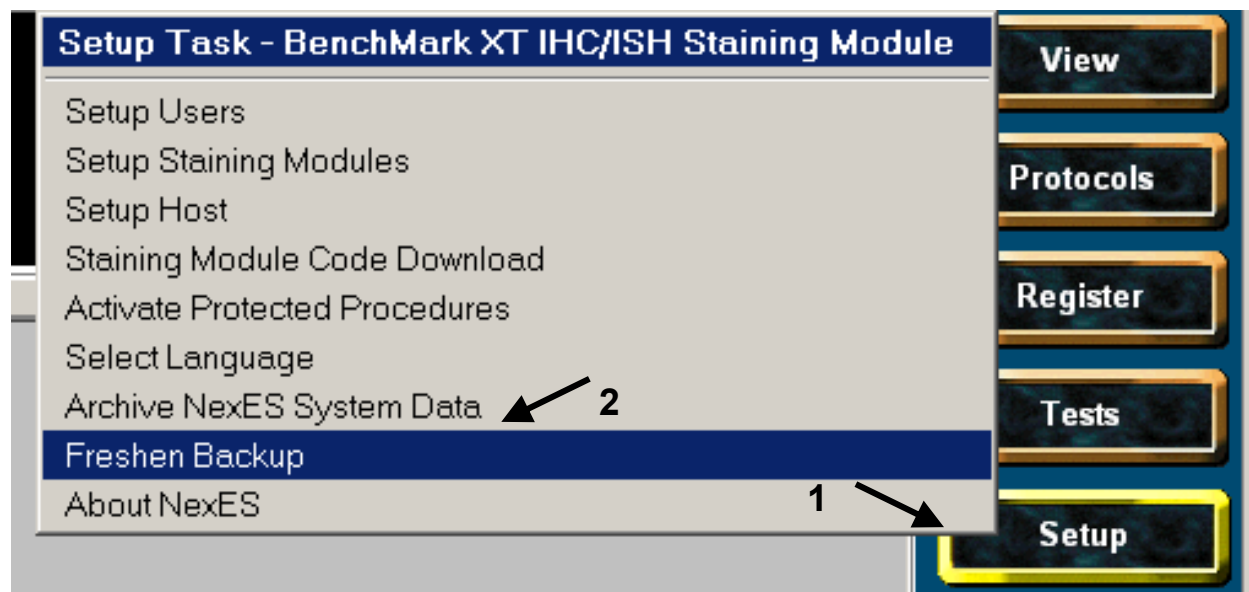 Setup Task - BenchMark XT IHC/ISH Staining Module
Setup Users
Setup Staining Modules
Setup Host
Staining Module Code Download
Activate Protected Procedures
Select Language
Archive NexES System Data
2
Freshen Backup
About NexES
1
View
Protocols
Register
Tests
Setup